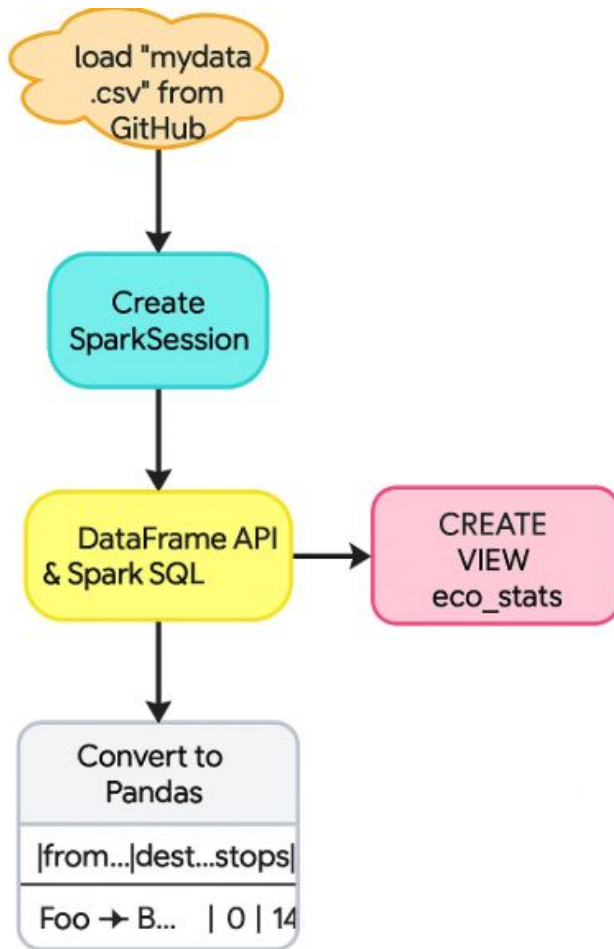 load "mydata
.csv" from
GitHub
Create
SparkSession
DataFrame API
& Spark SQL
CREATE
VIEW
eco_stats
Convert to
Pandas
|from...|dest...stops|
Foo → B... | 0 | 14